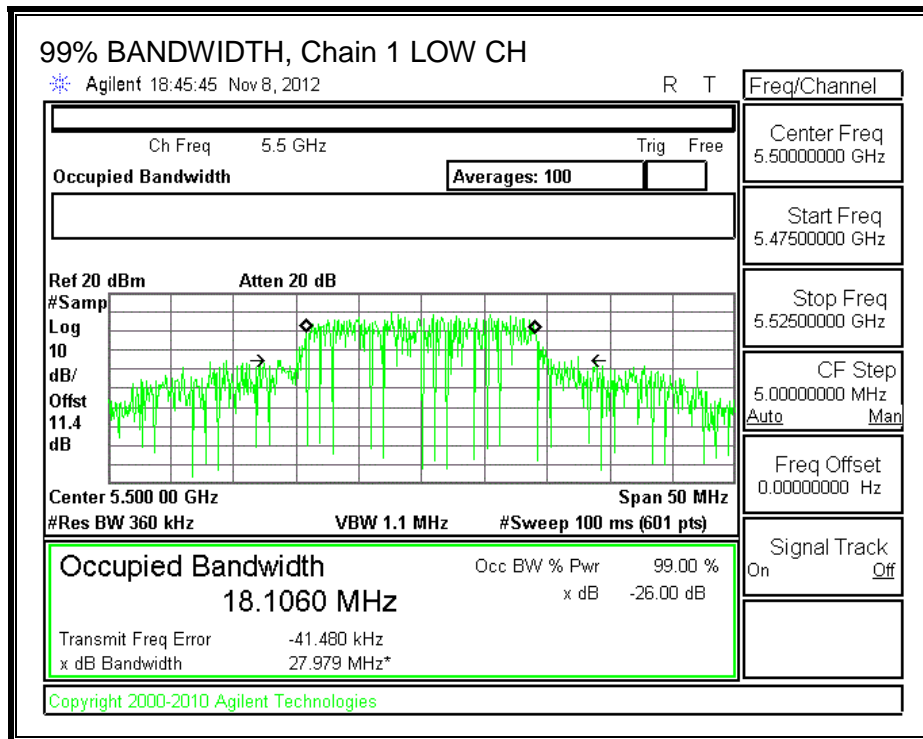 99% BANDWIDTH, Chain 1 LOW CH
Agilent 18:45:45 Nov 8, 2012 R T
Freq/Channel
Ch Freq 5.5 GHz Trig Free
Occupied Bandwidth Averages: 100
Center Freq
5.50000000 GHz
Start Freq
5.47500000 GHz
Stop Freq
5.52500000 GHz
CF Step
5.00000000 MHz
Auto Man
Freq Offset
0.00000000 Hz
Signal Track
On Off
Ref 20 dBm Atten 20 dB
#Samp
Log
10
dB/
Offst
11.4
dB
Center 5.500 00 GHz Span 50 MHz
#Res BW 360 kHz VBW 1.1 MHz #Sweep 100 ms (601 pts)
Occupied Bandwidth Occ BW % Pwr 99.00 %
18.1060 MHz x dB -26.00 dB
Transmit Freq Error -41.480 kHz
x dB Bandwidth 27.979 MHz*
Copyright 2000-2010 Agilent Technologies